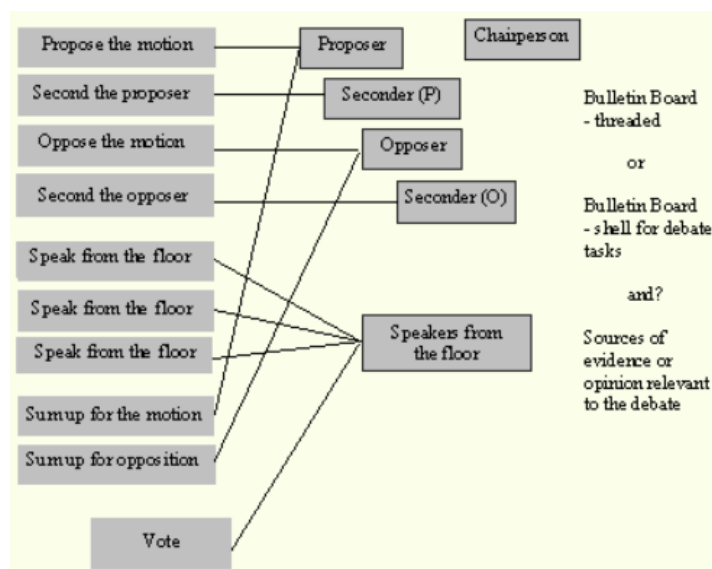 Propose the motion
Second the proposer
Oppose the motion
Second the opposer
Speak from the floor
Speak from the floor
Speak from the floor
Sum up for the motion
Sum up for opposition
Vote
Proposer
Seconder (P)
Opposer
Seconder (O)
Speakers from
the floor
Chairperson
Bulletin Board
- threaded
or
Bulletin Board
- shell for debate
tasks
and?
Sources of
evidence or
opinion relevant
to the debate